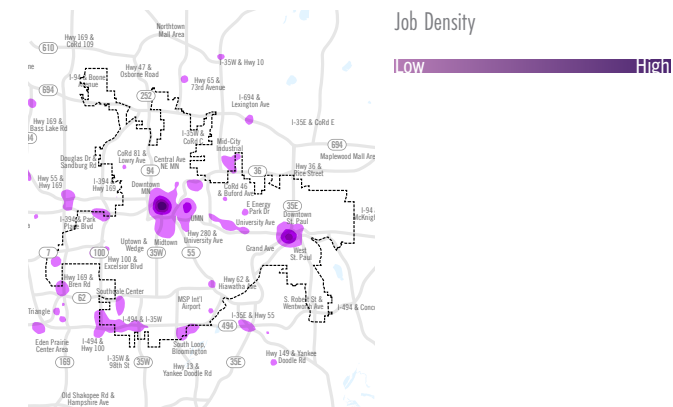 Job Density
Low
High
Northtown
Mall Area
Hwy 169 &
CoRd 109
610
I-35W & Hwy 10
Hwy 47 &
Osborne Road
I-94 & Boone
Avenue
Hwy 65 &
73rd Avenue
694
252
I-694 &
Lexington Ave
Hwy 169 &
Bass Lake Rd
I-35E & CoRd E
I-35W &
CoRd C
Mid-City
Industrial
694
Maplewood Mall Are
CoRd 81 &
Lowry Ave
Central Ave
NE MN
Douglas Dr &
Sandburg Rd
94
36
Hwy 36 &
Rice Street
Hwy 55 &
Hwy 169
I-394 &
Hwy 169
Downtown
MN
CoRd 46
& Buford Ave
35E
E Energy
Park Dr
Downtown
St. Paul
I-94
McKnig
I-394 & Park
Place Blvd
UMN
University Ave
Hwy 280 &
University Ave
Uptown &
Wedge
Midtown
Grand Ave
West
St. Paul
7
100
35W
55
Hwy 100 &
Excelsior Blvd
Hwy 169 &
Bren Rd
Hwy 62 &
Hiawatha Ave
62
Southdale Center
MSP Int'l
Airport
S. Robert St &
Wentworth Ave
I-494 & Conc
Triangle
I-494 & I-35W
494
I-35E & Hwy 55
Eden Prairie
Center Area
I-494 &
Hwy 100
South Loop,
Bloomington
169
I-35W &
98th St
35W
Hwy 13 &
Yankee Doodle Rd
35E
Hwy 149 & Yankee
Doodle Rd
Old Shakopee Rd &
Hampshire Ave